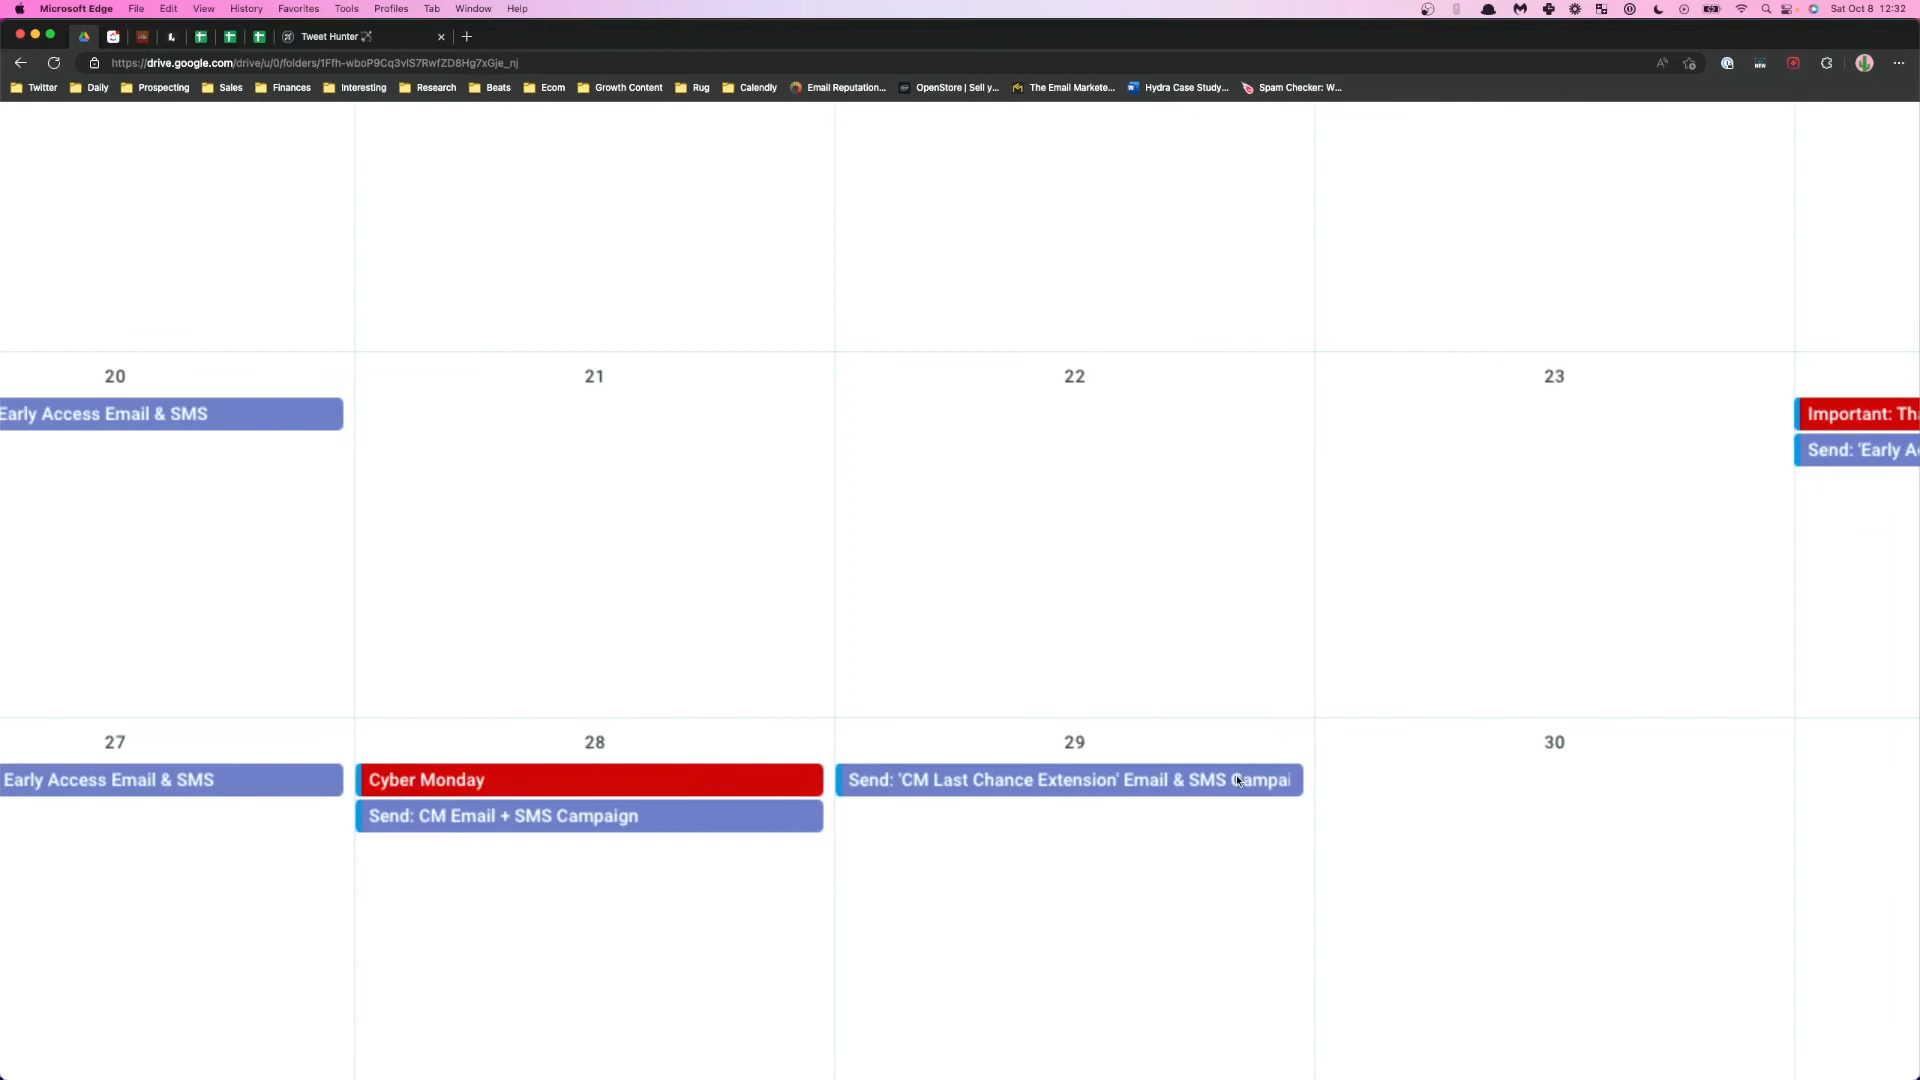 Microsoft Edge File Edit View History Favorites Tools Profiles Tab Window Help Sat Oct 8 12:32
Tweet Hunter
https://drive.google.com/drive/u/0/folders/1Ffh-wboP9Cq3vlS7RwfZD8Hg7xGje_nj
Twitter Daily Prospecting Sales Finances Interesting Research Beats Ecom Growth Content Rug Calendly Email Reputation... OpenStore | Sell y... The Email Markete... Hydra Case Study... Spam Checker: W...
20 21 22 23
Early Access Email & SMS Important: Tha
Send: 'Early A
27 28 29 30
Early Access Email & SMS Cyber Monday Send: 'CM Last Chance Extension' Email & SMS Campai
Send: CM Email + SMS Campaign